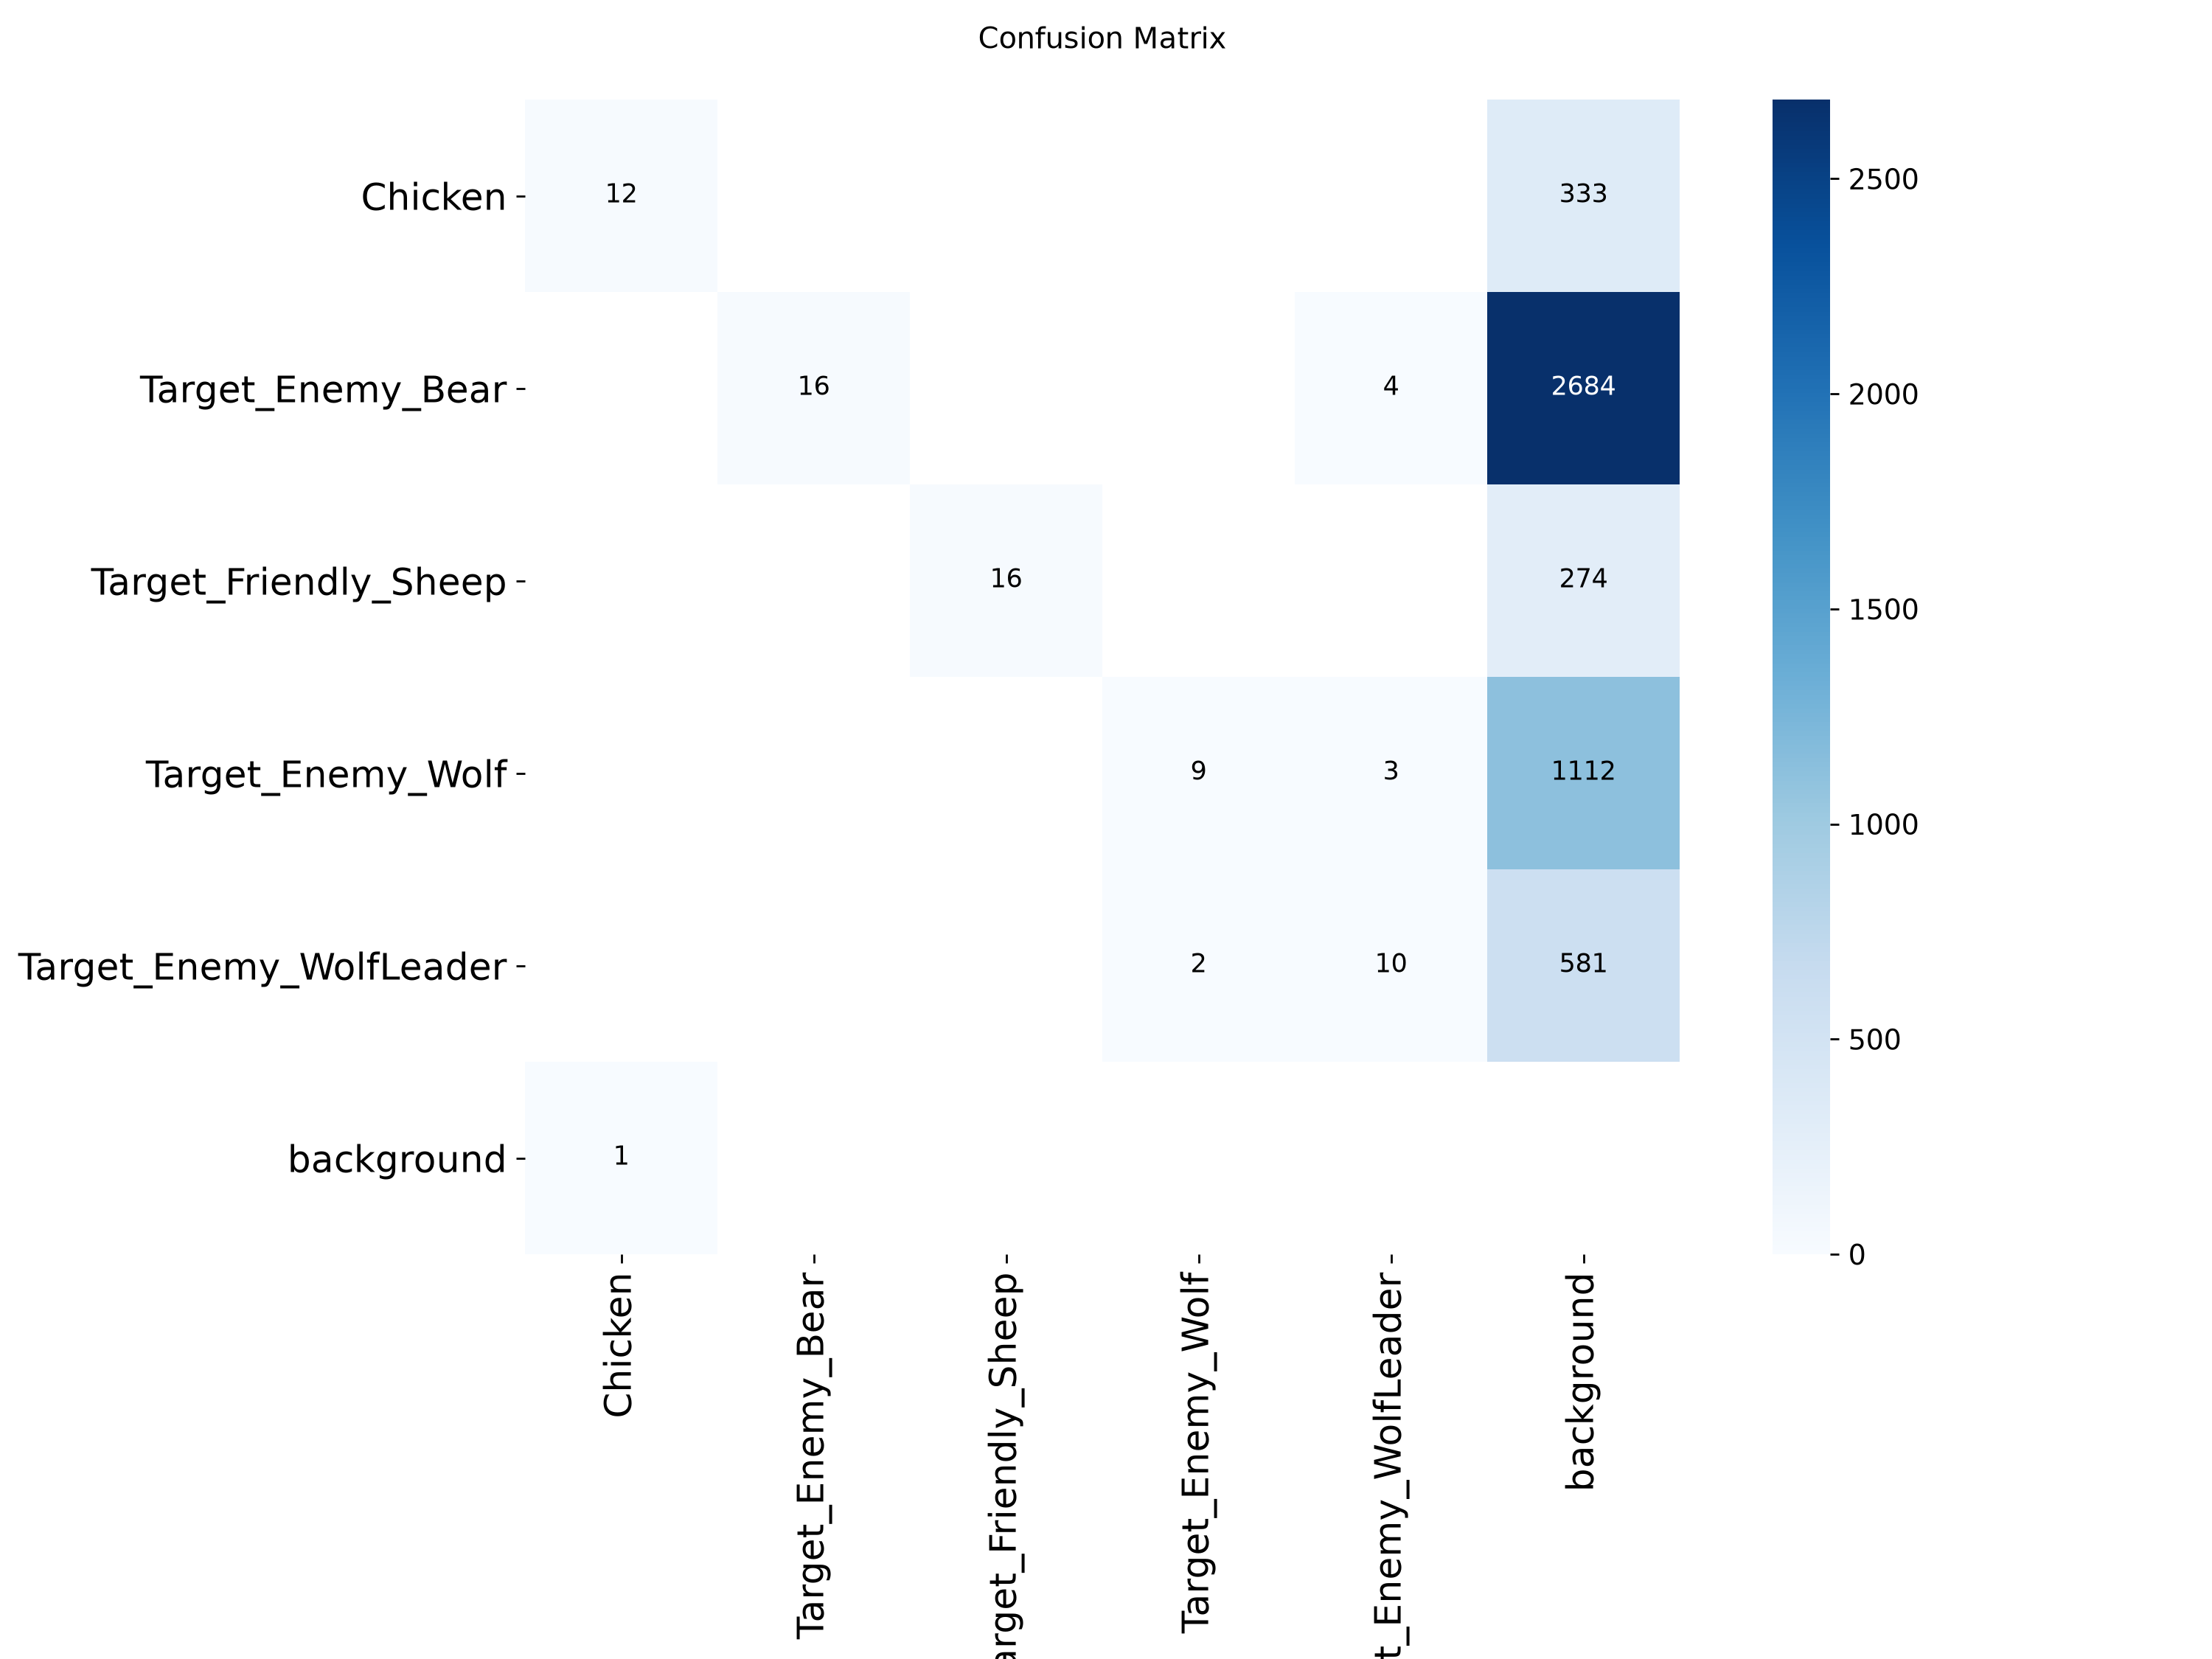 Confusion Matrix
Chicken
12
333
2500
Target_Enemy_Bear
16
4
2684
2000
Target_Friendly_Sheep
16
274
1500
Target_Enemy_Wolf
9
3
1112
1000
Target_Enemy_WolfLeader
2
10
581
500
background
1
0
Chicken
Target_Enemy_Bear
arget_Friendly_Sheep
Target_Enemy_Wolf
t_Enemy_WolfLeader
background